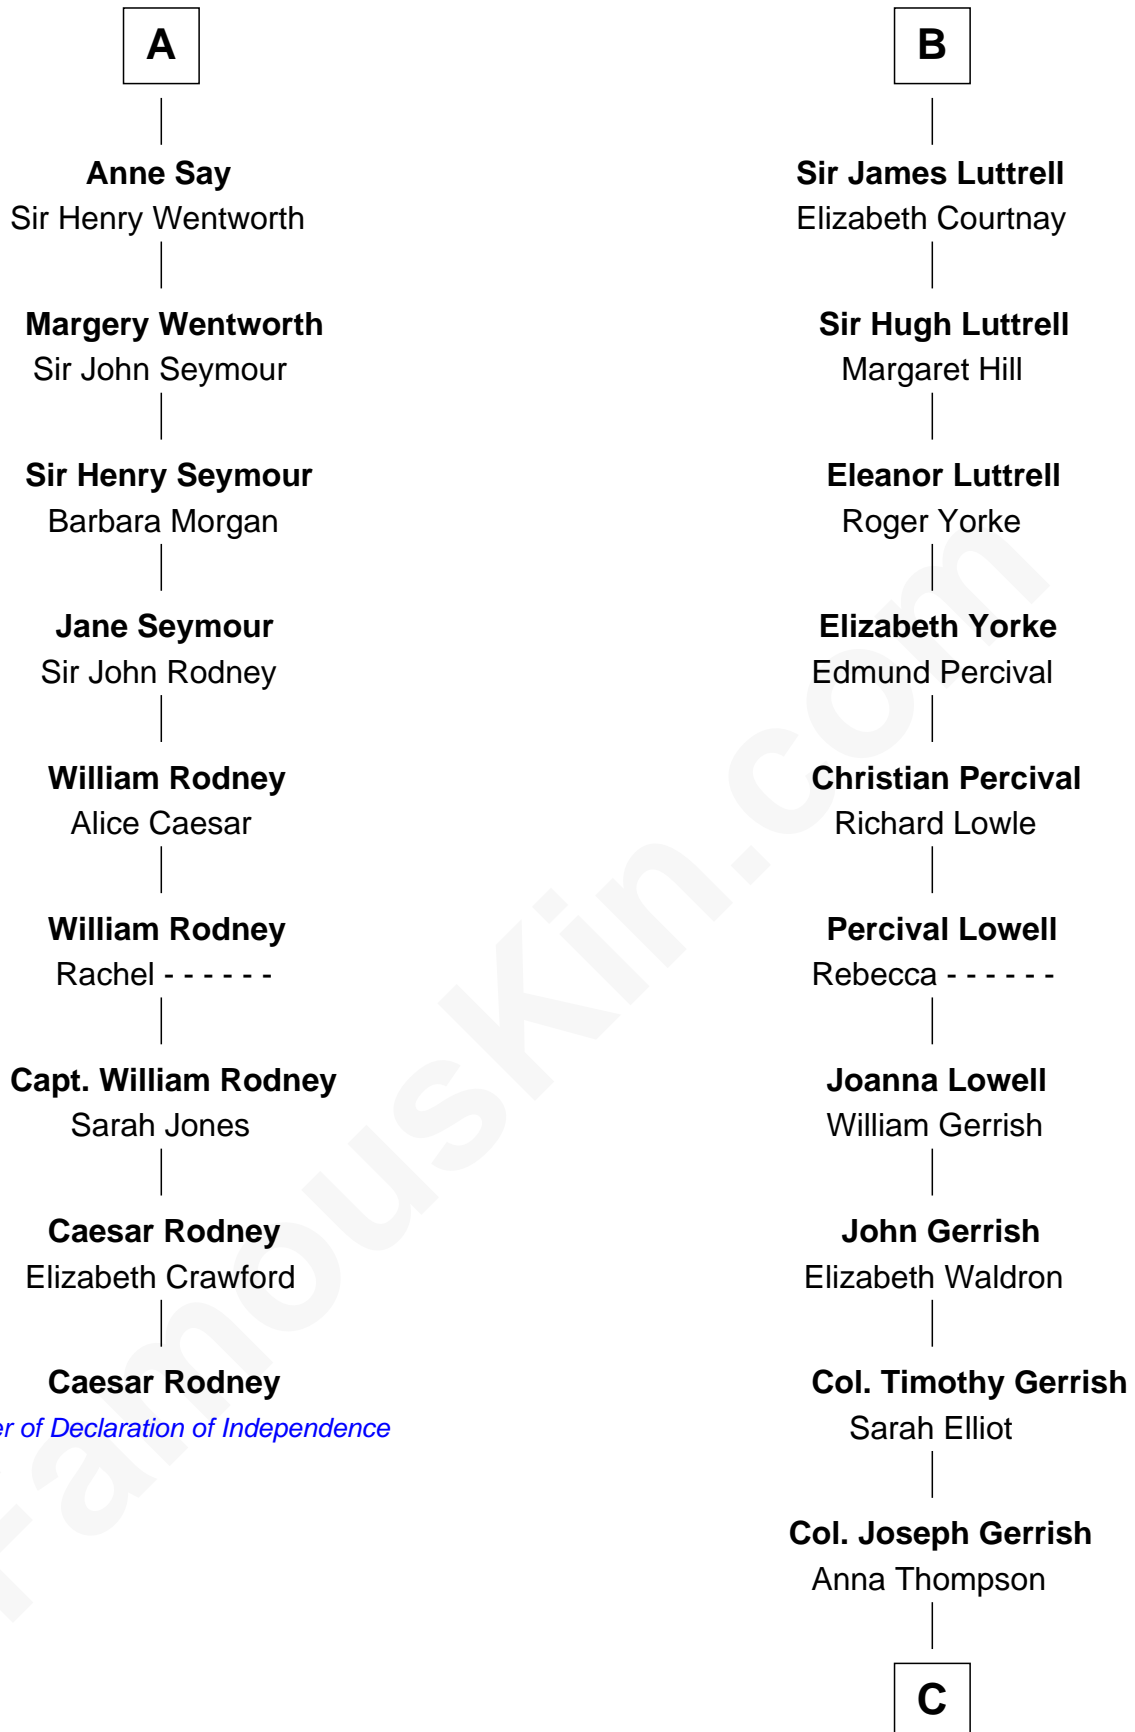 A
Anne Say
Sir Henry Wentworth
Margery Wentworth
Sir John Seymour
Sir Henry Seymour
Barbara Morgan
Jane Seymour
Sir John Rodney
William Rodney
Alice Caesar
William Rodney
Rachel - - - - - -
Capt. William Rodney
Sarah Jones
Caesar Rodney
Elizabeth Crawford
Caesar Rodney
of Declaration of Independence
B
Sir James Luttrell
Elizabeth Courtnay
Sir Hugh Luttrell
Margaret Hill
Eleanor Luttrell
Roger Yorke
Elizabeth Yorke
Edmund Percival
Christian Percival
Richard Lowle
Percival Lowell
Rebecca - - - - - -
Joanna Lowell
William Gerrish
John Gerrish
Elizabeth Waldron
Col. Timothy Gerrish
Sarah Elliot
Col. Joseph Gerrish
Anna Thompson
C
FamousKin.com